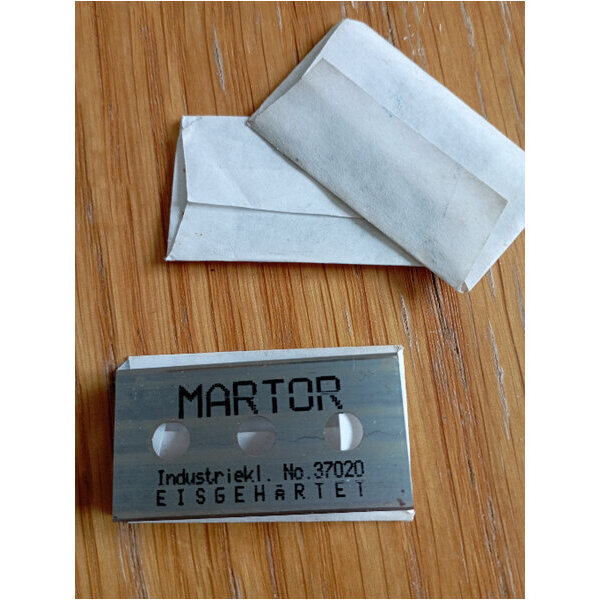 MARTOR
Industriekl. No.37020
EISGEHÄRTET